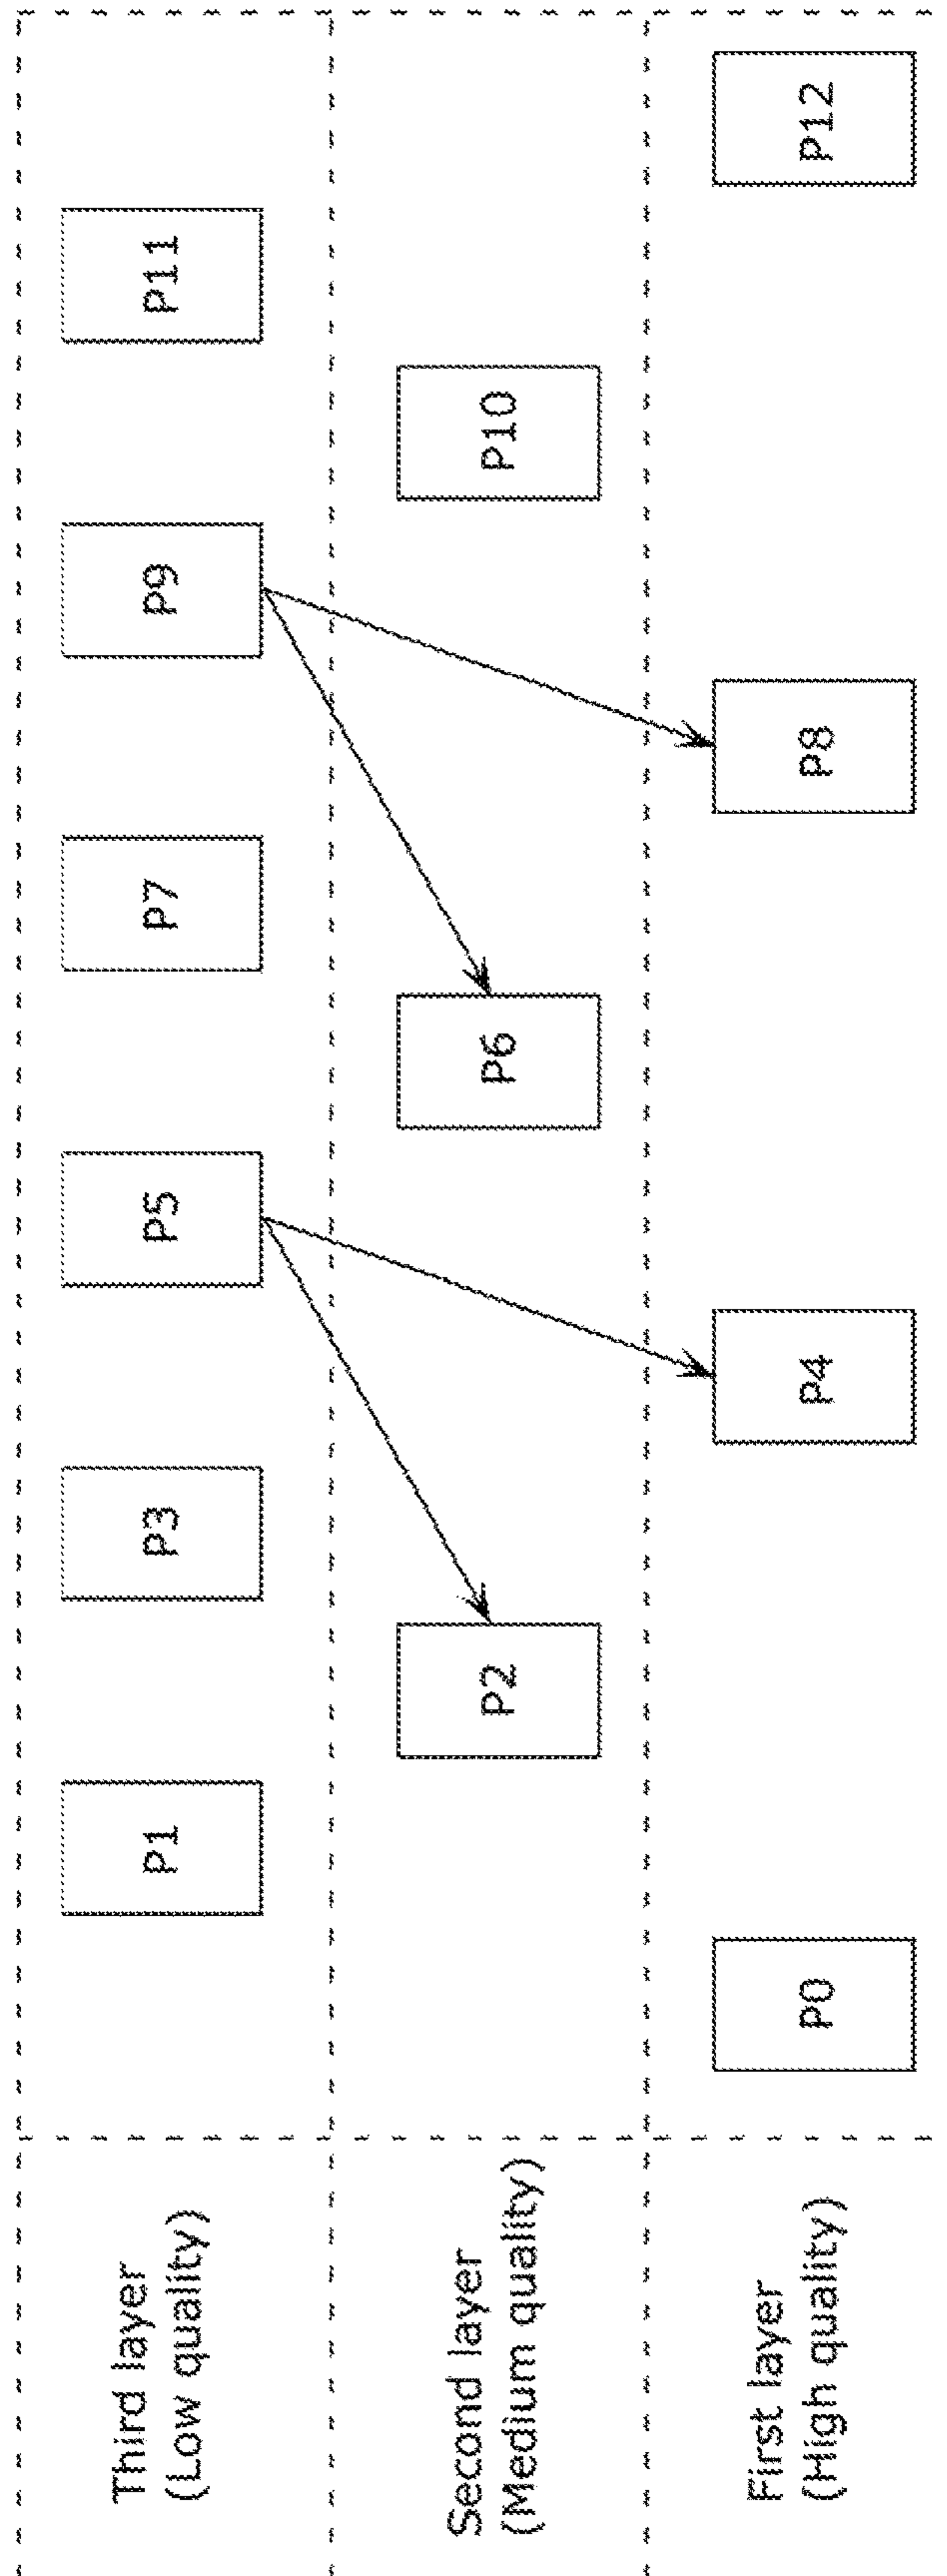 Third layer
(Low quality)
P1
P3
P5
P7
P9
P11
Second layer
(Medium quality)
P2
P6
P10
First layer
(High quality)
P0
P4
P8
P12